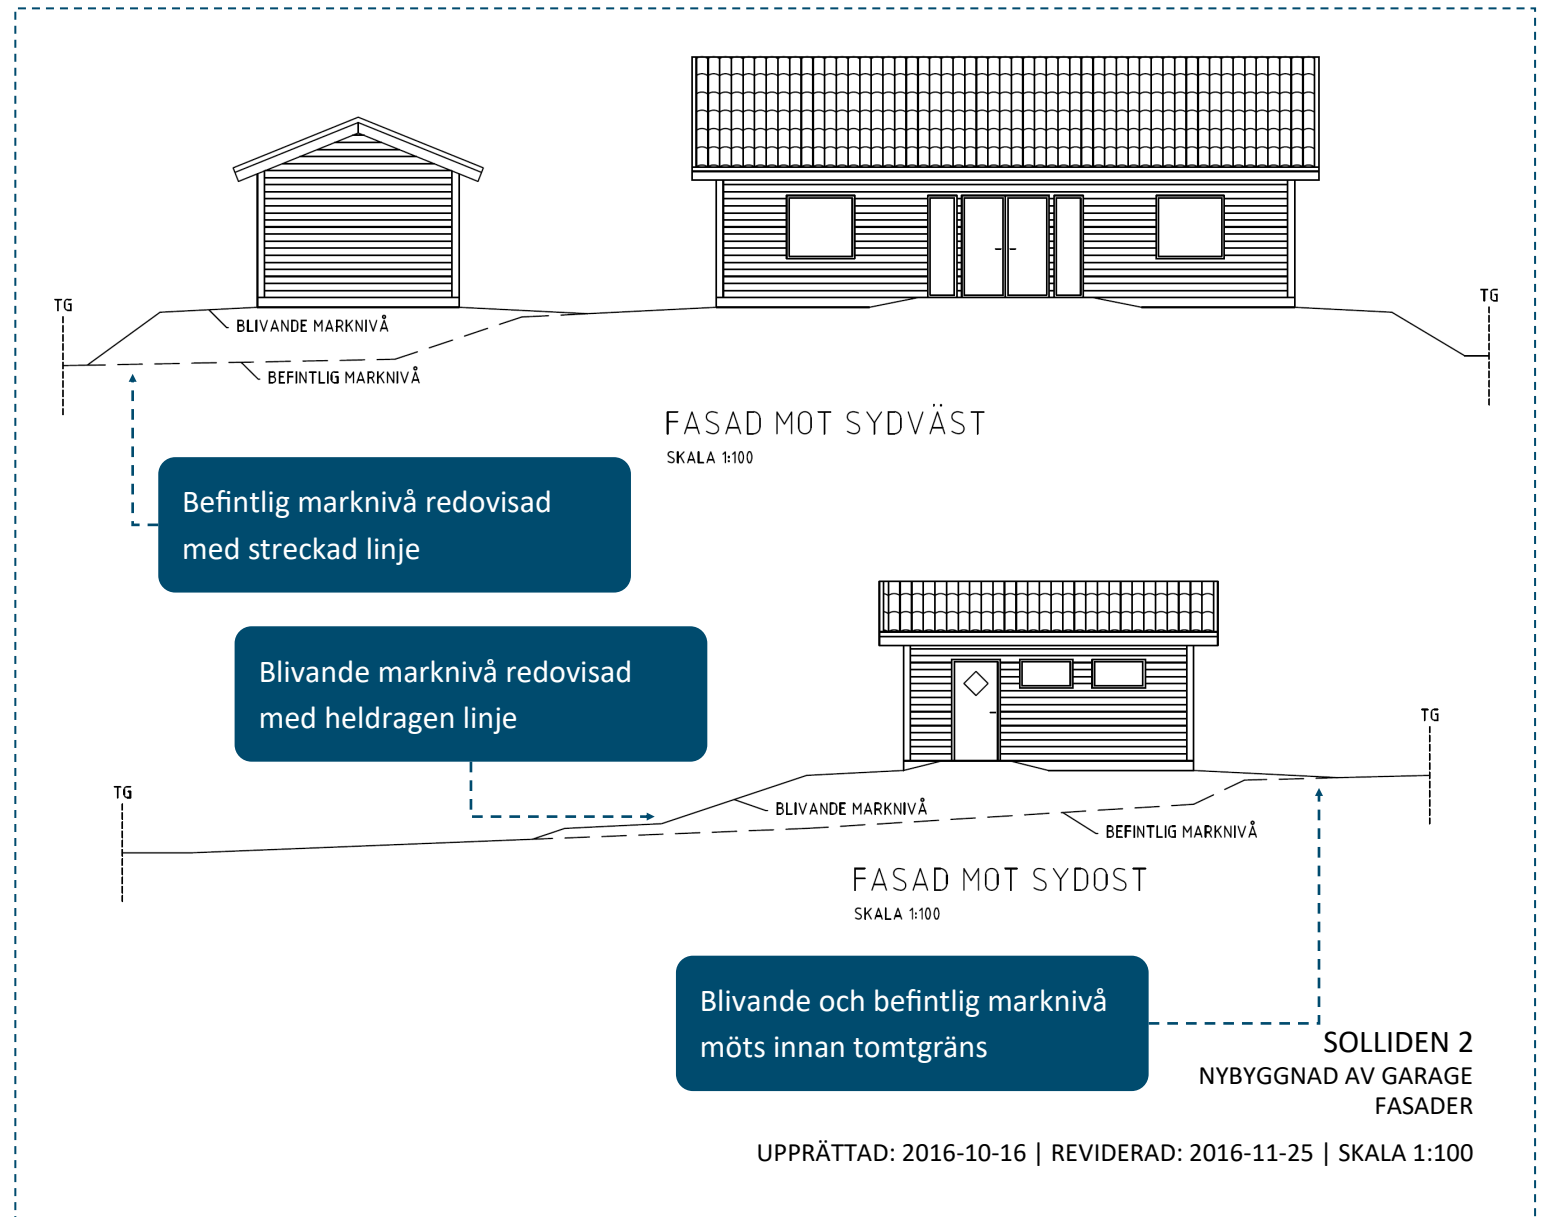 TG
TG
BLIVANDE MARKNIVÅ
BEFINTLIG MARKNIVÅ
FASAD MOT SYDVÄST
SKALA 1:100
Befintlig marknivå redovisad
med streckad linje
Blivande marknivå redovisad
med heldragen linje
TG
TG
BLIVANDE MARKNIVÅ
BEFINTLIG MARKNIVÅ
FASAD MOT SYDOST
SKALA 1:100
Blivande och befintlig marknivå
möts innan tomtgräns
SOLLIDEN 2
NYBYGGNAD AV GARAGE
FASADER
UPPRÄTTAD: 2016-10-16 | REVIDERAD: 2016-11-25 | SKALA 1:100